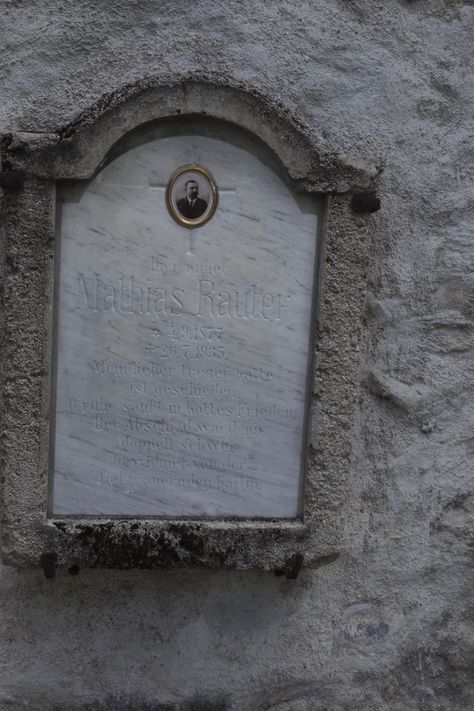 Hier ruhet
Mathias Rauter
* 4.9.1877
+ 26.7.1935
Mein lieber treuer Gatte
ist geschieden
O ruhe sanft in Gottes Frieden
Der Abschied ward mir
doppelt schwer
gewidmet von der
tieftrauernden Gattin